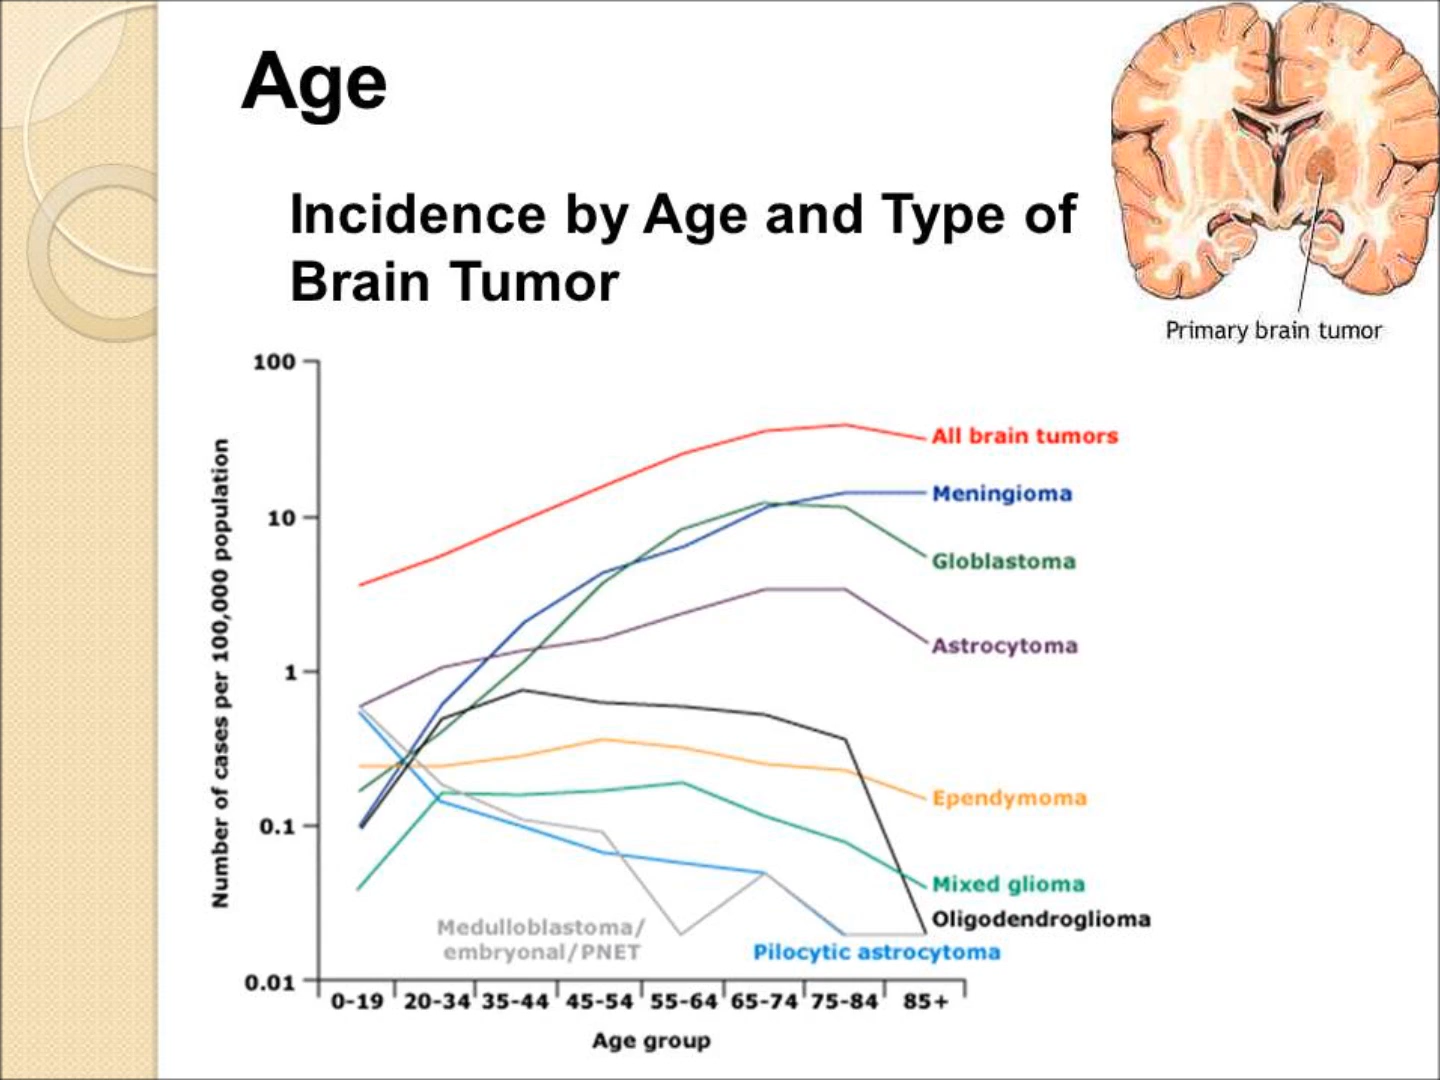 Age
Incidence by Age and Type of
Brain Tumor
Primary brain tumor
Number of cases per 100,000 population
100
10
1
0.1
0.01
All brain tumors
Meningioma
Globlastoma
Astrocytoma
Ependymoma
Mixed glioma
Oligodendroglioma
Medulloblastoma/
embryonal/PNET
Pilocytic astrocytoma
0-19 20-34 35-44 45-54 55-64 65-74 75-84 85+
Age group